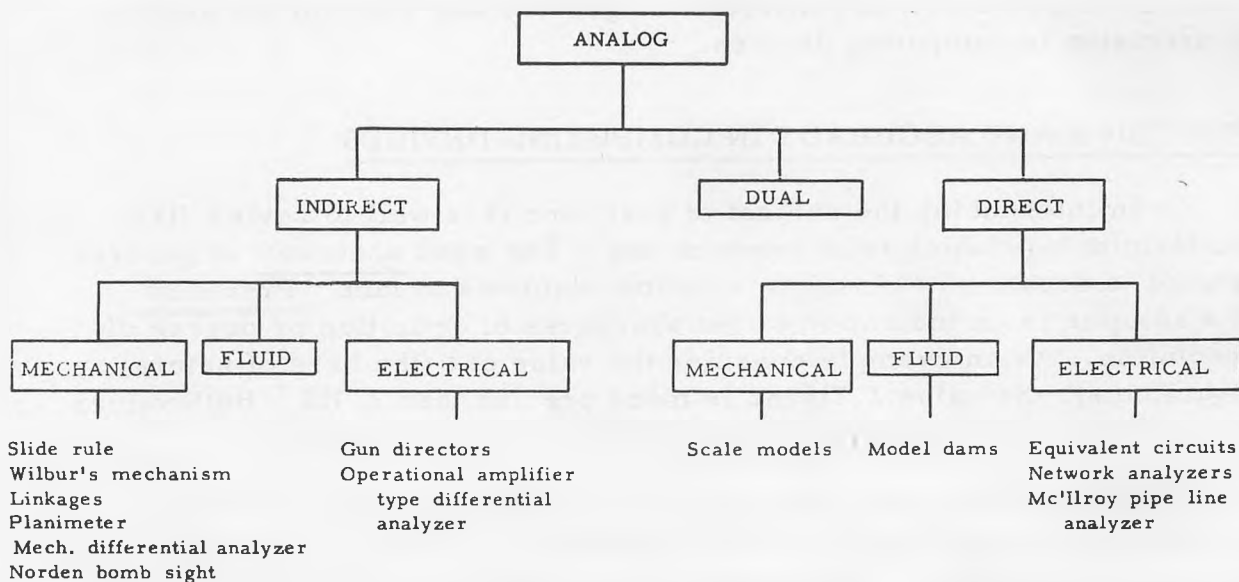 ANALOG
INDIRECT
DUAL
DIRECT
MECHANICAL
FLUID
ELECTRICAL
MECHANICAL
FLUID
ELECTRICAL
Slide rule
Wilbur's mechanism
Linkages
Planimeter
Mech. differential analyzer
Norden bomb sight
Gun directors
Operational amplifier
type differential
analyzer
Scale models
Model dams
Equivalent circuits
Network analyzers
Mc'Ilroy pipe line
analyzer